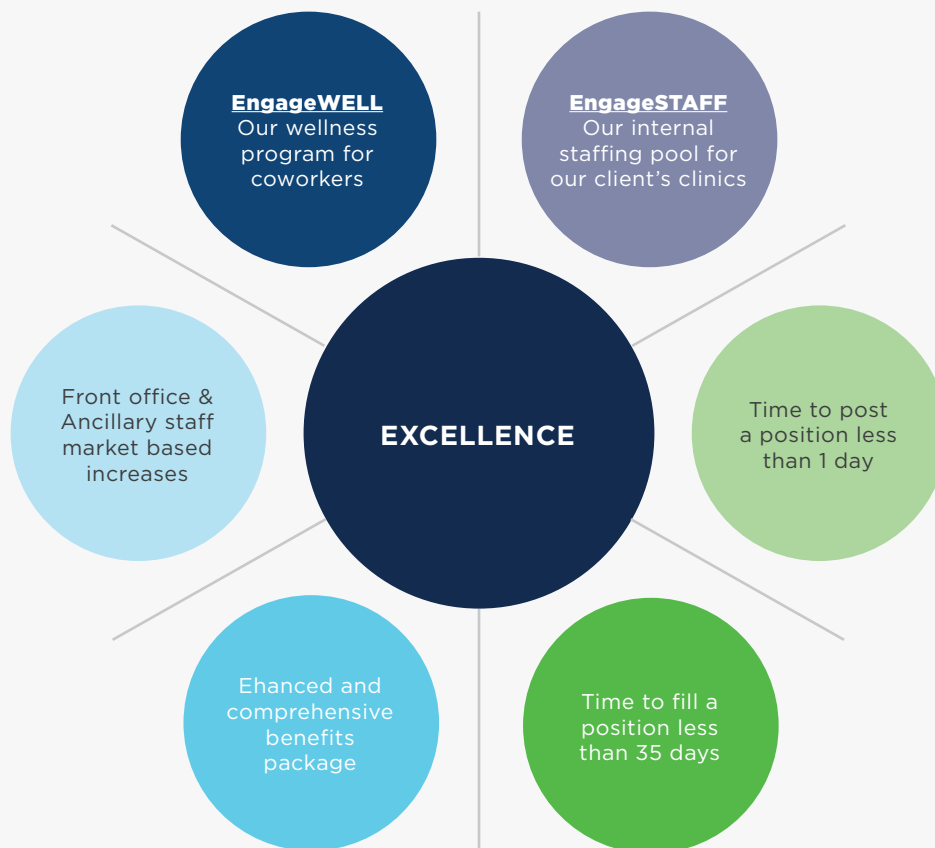 EngageWELL
Our wellness
program for
coworkers
EngageSTAFF
Our internal
staffing pool for
our client’s clinics
Front office &
Ancillary staff
market based
increases
EXCELLENCE
Time to post
a position less
than 1 day
Ehanced and
comprehensive
benefits
package
Time to fill a
position less
than 35 days